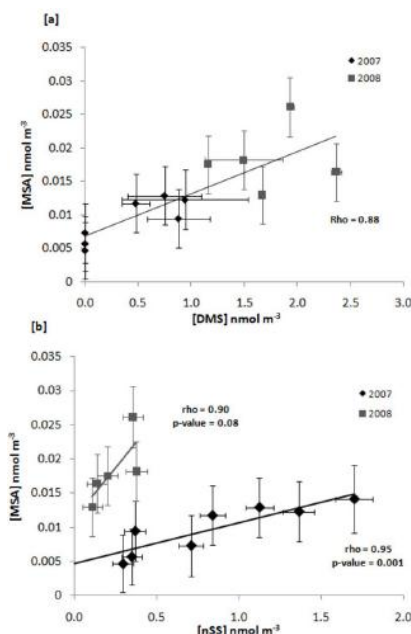 [a]
2007
2008
0.035
0.03
0.025
0.02
0.015
0.01
0.005
0
[MSA] nmol m-3
Rho = 0.88
0.0 0.5 1.0 1.5 2.0 2.5 3.0
[DMS] nmol m-3
[b]
0.035
0.03
0.025
0.02
0.015
0.01
0.005
0
[MSA] nmol m-3
rho = 0.90
p-value = 0.08
2007
2008
rho = 0.95
p-value = 0.001
0.0 0.5 1.0 1.5 2.0
[nSS] nmol m-3